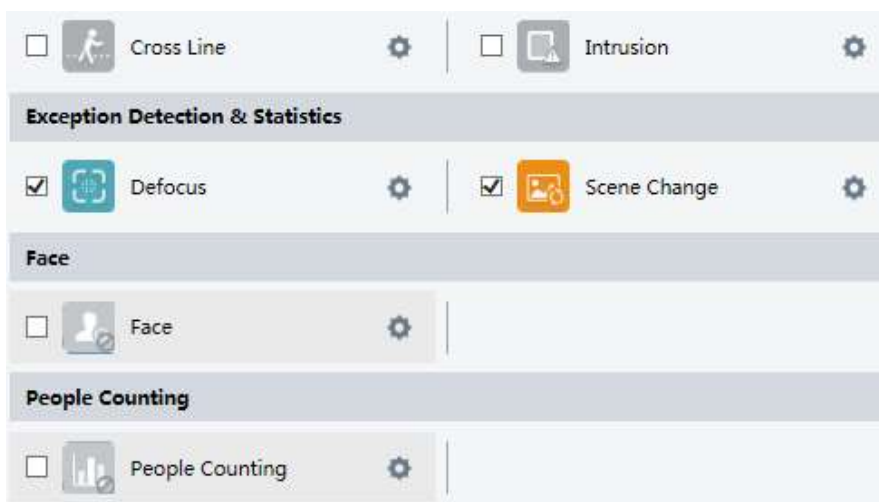 Cross Line Intrusion
Exception Detection & Statistics
Defocus Scene Change
Face
Face
People Counting
People Counting